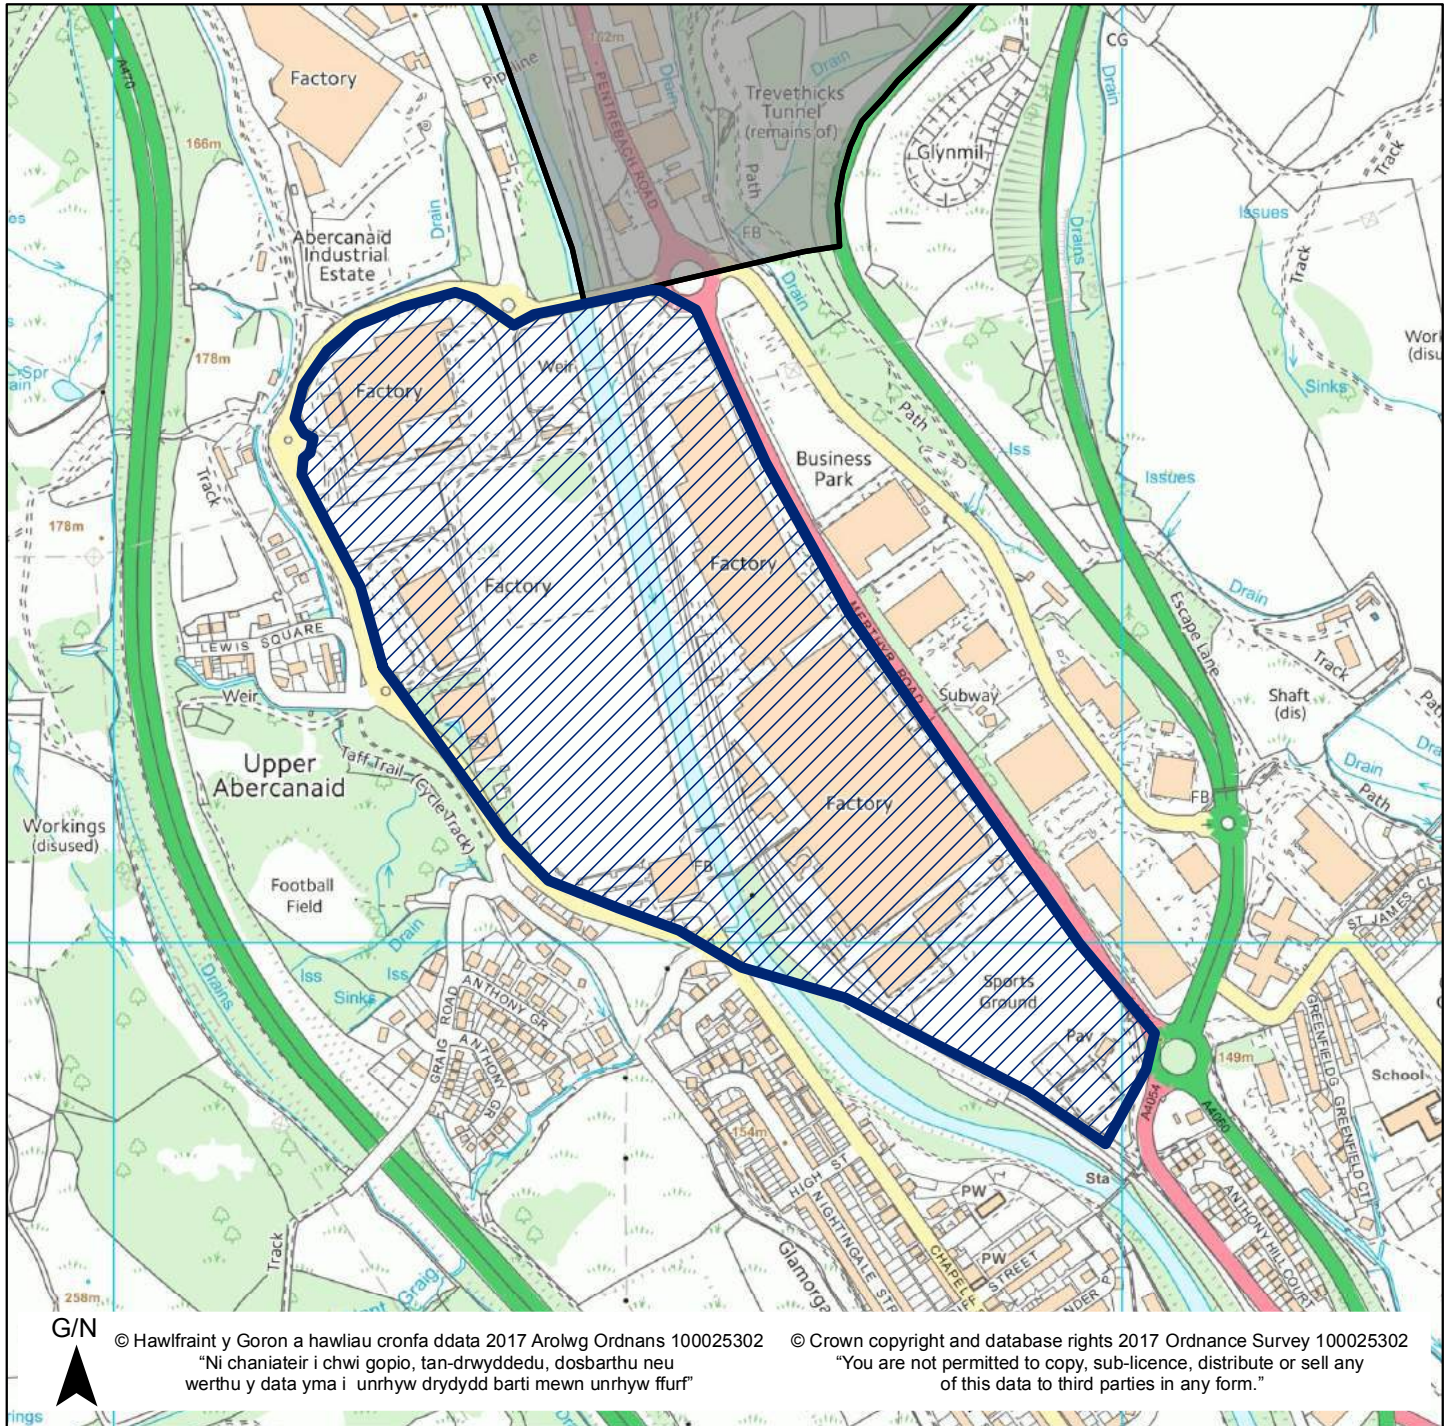 A470
Factory
166m
Pipeline
162m
PENTREBACH ROAD
Drain
Drain
Trevethicks
Tunnel
(remains of)
Path
FB
CG
Drain
Glynmil
Track
Track
Issues
Drains
Drain
Abercanaid
Industrial
Estate
Drain
178m
Spr
Sinks
Factory
Weir
Path
Business
Park
Iss
Issues
Track
178m
Factory
Factory
Drain
Escape Lane
MERTHYR ROAD
LEWIS SQUARE
Weir
Subway
Track
Shaft
(dis)
Upper
Abercanaid
Taff Trail (Cycle Track)
Drain
Path
Factory
FB
Workings
(disused)
FB
Football
Field
Drain
ST JAMES CL
Drains
Iss
Iss
Sinks
GRAIG ROAD
ANTHONY GR
ANTHONY GR
Sports
Ground
Pav
GREENFIELD G
GREENFIELD CT
149m
School
A4054
A4060
154m
HIGH ST
NIGHTINGALE STR
Sta
PW
PW
STREET
CHAPEL
ANTHONY HILL COURT
Track
Graig
Glamorga
258m
G/N
© Hawlfraint y Goron a hawliau cronfa ddata 2017 Arolwg Ordnans 100025302
“Ni chaniateir i chwi gopio, tan-drwyddedu, dosbarthu neu
werthu y data yma i unrhyw drydydd barti mewn unrhyw ffurf”
© Crown copyright and database rights 2017 Ordnance Survey 100025302
“You are not permitted to copy, sub-licence, distribute or sell any
of this data to third parties in any form.”